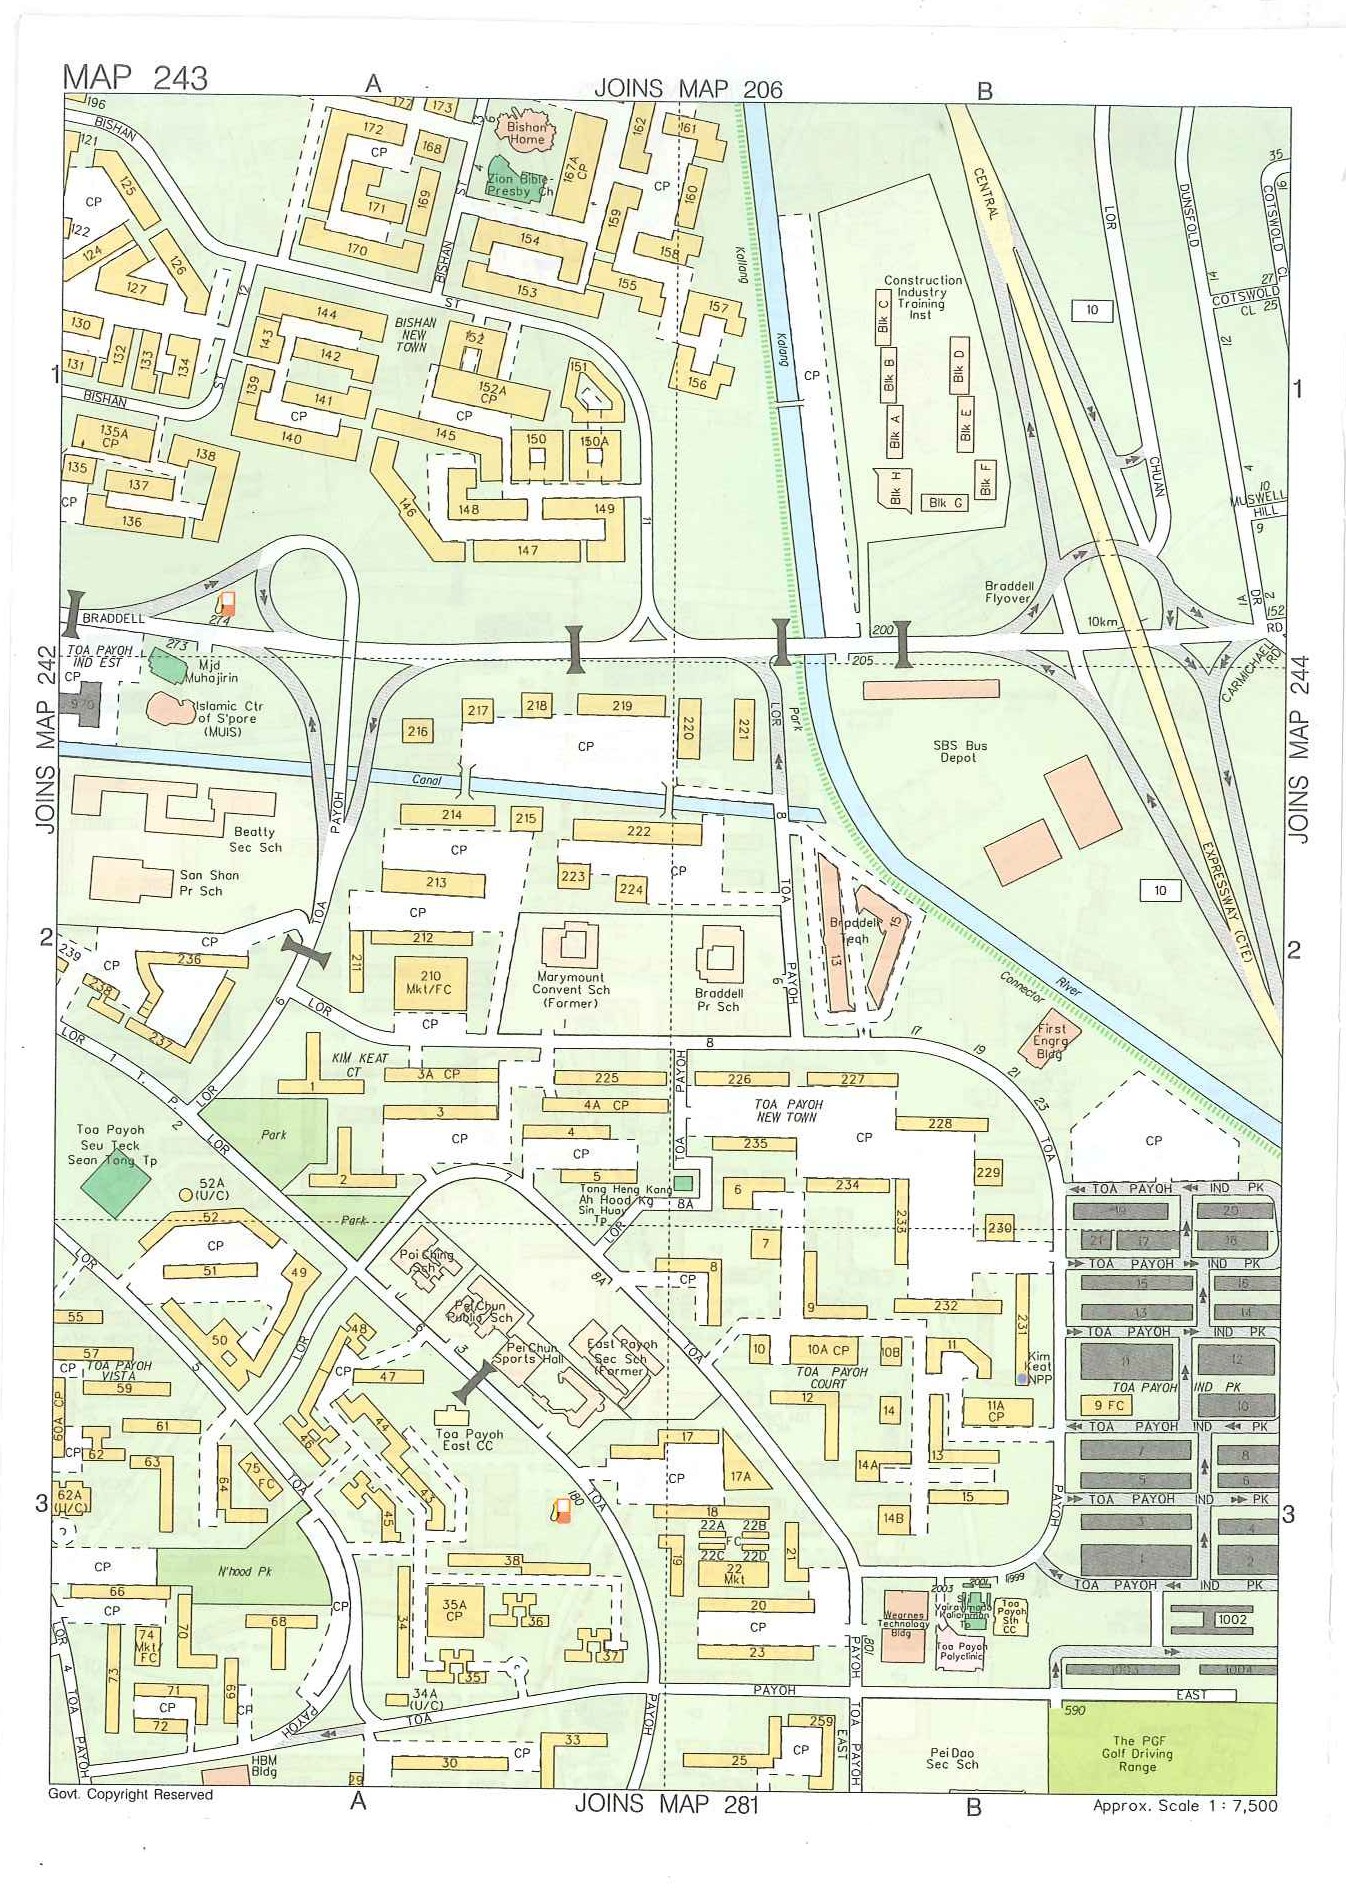 MAP 243
A
JOINS MAP 206
B
196
BISHAN
121
177
173
172
CP
168
Bishan
Home
162
161
125
CP
171
169
Zion Bible-
Presby Ch
167A
CP
CP
160
122
124
126
127
170
BISHAN
ST
154
153
159
158
155
157
156
Kallang
Kalang
CP
Construction
Industry
Training
Inst
Blk C
Blk B
Blk D
Blk A
Blk E
Blk H
Blk F
Blk G
CENTRAL
LOR
CHUAN
DUNSFOLD
DR
35
16
COTSWOLD CL
14
27
COTSWOLD
CL 25
12
10
4
10
MUSWELL
HILL
9
12
ST
130
131
132
133
134
143
144
142
139
141
CP
140
BISHAN
NEW
TOWN
152
152A
CP
CP
151
1
1
BISHAN
135A
CP
138
135
137
CP
136
145
150
150A
146
148
149
147
11
Braddell
Flyover
10km
1A
2
152
RD
CARMICHAEL
RD
BRADDELL
274
273
200
205
TOA PAYOH
IND EST
CP
970
Mjd
Muhajirin
Islamic Ctr
of S'pore
(MUIS)
JOINS MAP 242
JOINS MAP 244
216
217
218
219
220
221
CP
LOR
Park
SBS Bus
Depot
Canal
PAYOH
214
215
222
8
Beatty
Sec Sch
San Shan
Pr Sch
CP
213
223
224
CP
TOA
TOA
CP
Braddell
Tech
13
15
10
EXPRESSWAY (CTE)
2
2
239
CP
CP
236
238
237
211
212
210
Mkt/FC
CP
Marymount
Convent Sch
(Former)
Braddell
Pr Sch
PAYOH
9
Connector
River
First
Engrg
Bldg
6
LOR
8
17
19
21
23
LOR 1 T. P.
2
LOR
LOR
KIM KEAT
CT
1
3A CP
3
CP
225
4A CP
4
CP
5
PAYOH
TOA
226
227
TOA PAYOH
NEW TOWN
CP
228
235
234
229
230
233
TOA
CP
Park
Park
Toa Payoh
Seu Teck
Sean Tong Tp
52A
(U/C)
2
7
Tong Heng Kang
Ah Hood Kg
Sin Huay
Tp
8A
LOR
6
7
52
CP
51
49
50
LOR
Poi Ching
Sch
Pei Chun
Public Sch
Pei Chun
Sports Hall
East Payoh
Sec Sch
(Former)
8A
CP
8
9
232
231
TOA PAYOH IND PK
19
20
21
17
18
TOA PAYOH IND PK
15
16
13
14
TOA PAYOH IND PK
11
12
TOA PAYOH IND PK
9 FC
10
TOA PAYOH IND PK
7
8
5
6
TOA PAYOH IND PK
3
4
1
2
TOA PAYOH IND PK
1002
1003
1004
55
57
CP
TOA PAYOH
VISTA
59
60A CP
61
62
CP
63
62A
(U/C)
5
LOR
48
CP
47
44
46
45
43
6
3
Toa Payoh
East CC
TOA
10
10A CP
10B
TOA PAYOH
COURT
11
Kim
Keat
NPP
12
14
11A
CP
13
14A
15
14B
17
CP
17A
18
22A
22B
FC
22C
22D
22
Mkt
19
21
20
CP
23
3
3
64
75
FC
TOA
180
TOA
PAYOH
CP
N'hood Pk
66
CP
68
CP
38
34
35A
CP
36
35
37
34A
(U/C)
LOR
4
TOA
PAYOH
73
74
Mkt/
FC
70
69
71
CP
72
CP
PAYOH
TOA
PAYOH
PAYOH
HBM
Bldg
29
30
CP
33
25
259
CP
EAST
TOA PAYOH
PAYOH
801
Wearnes
Technology
Bldg
2003
2001
1999
Toa
Payoh
Sth
CC
Toa Payoh
Polyclinic
EAST
590
Pei Dao
Sec Sch
The PGF
Golf Driving
Range
Govt. Copyright Reserved
A
JOINS MAP 281
B
Approx. Scale 1 : 7,500